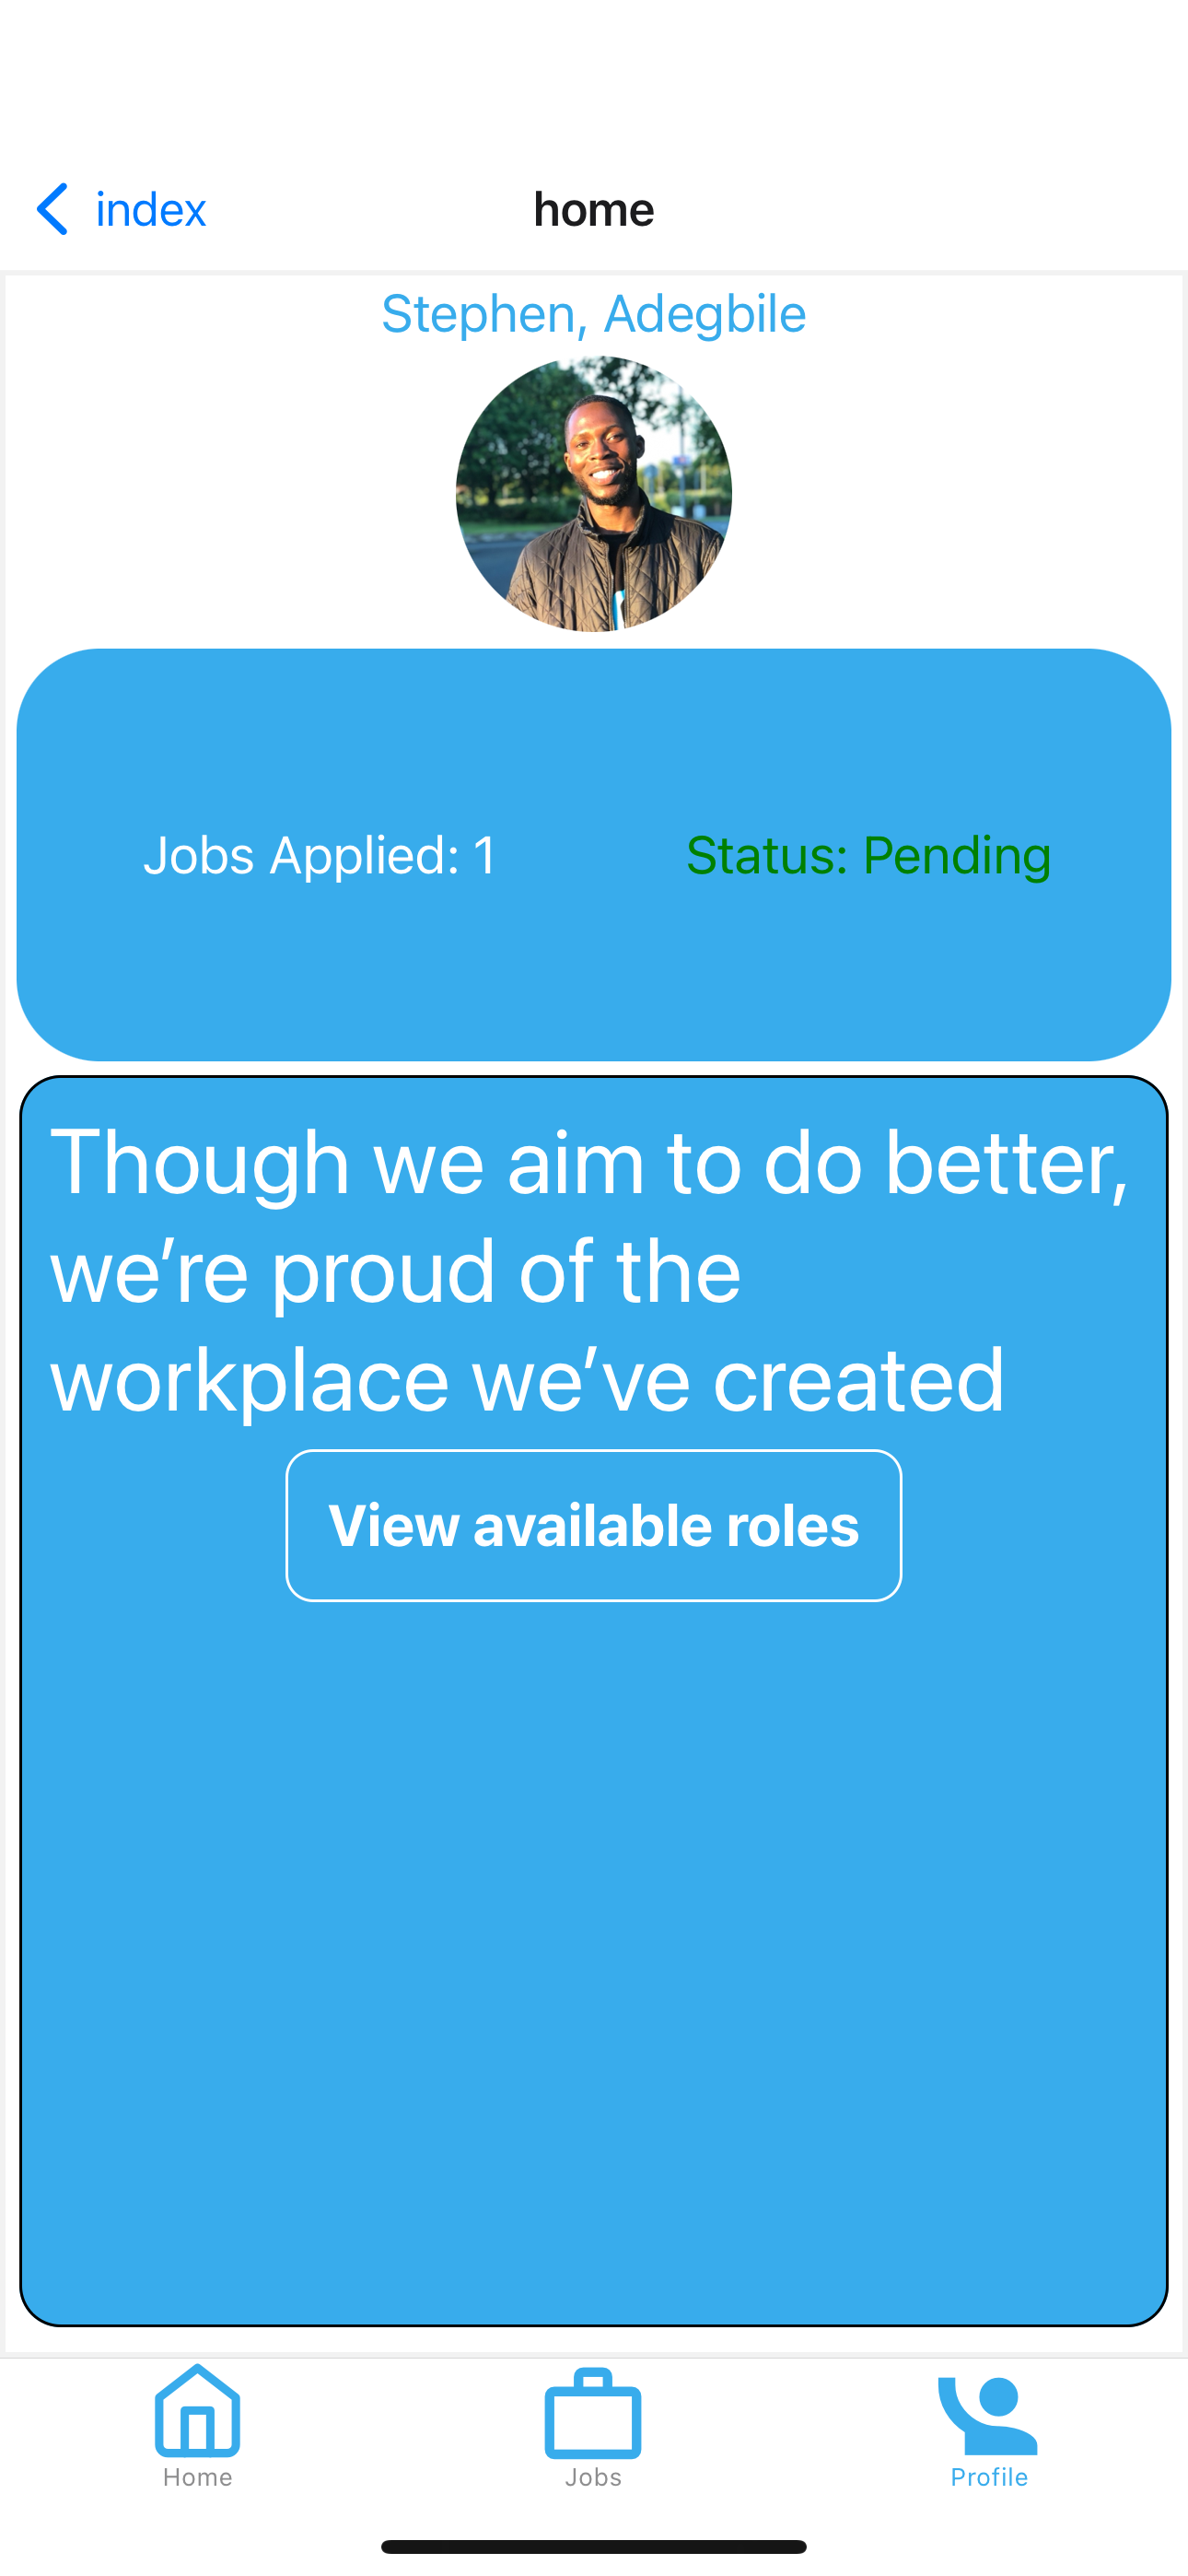 index
home
Stephen, Adegbile
Jobs Applied: 1
Status: Pending
Though we aim to do better,
we’re proud of the
workplace we’ve created
View available roles
Home
Jobs
Profile